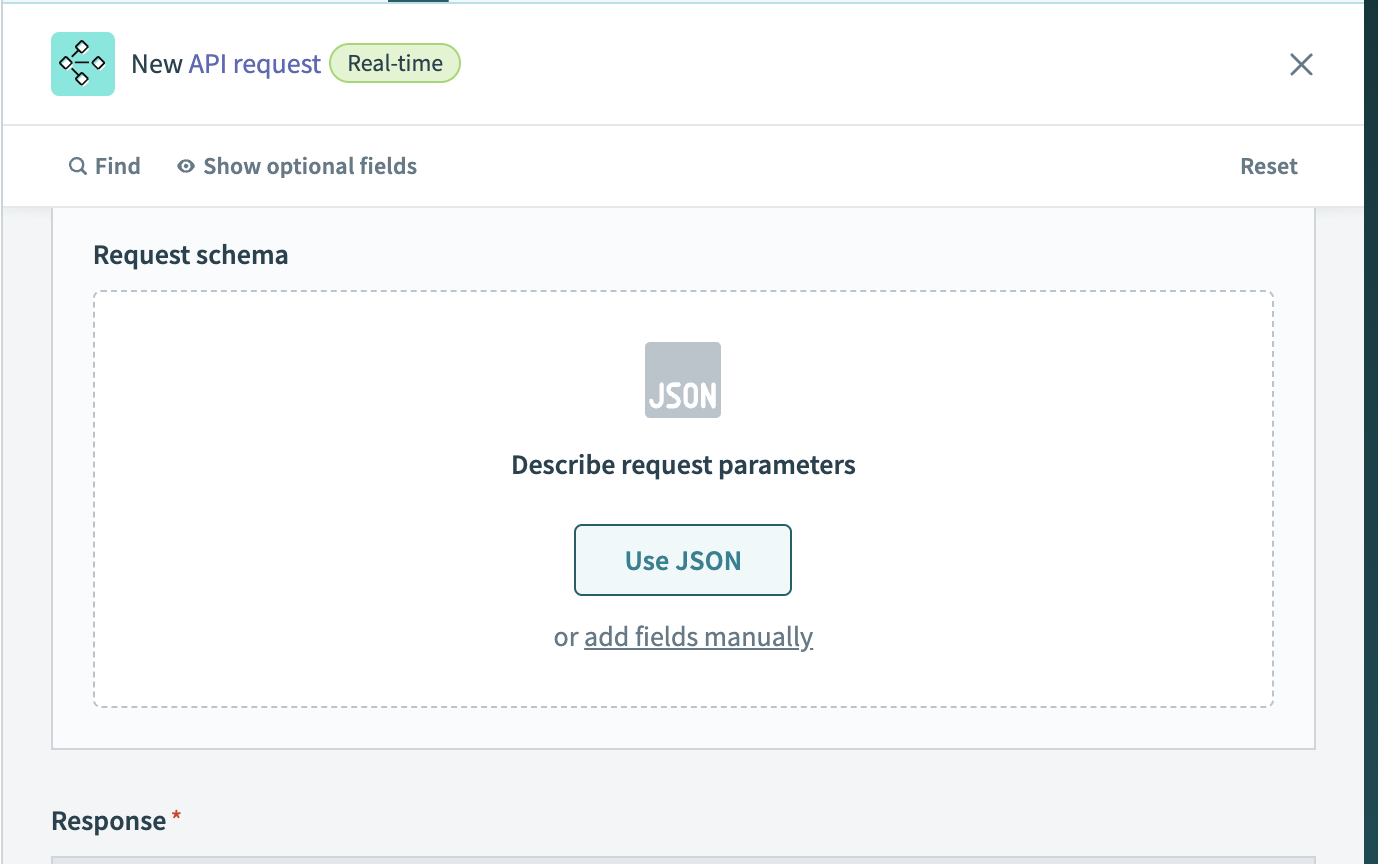 New API request Real-time
Find Show optional fields Reset
Request schema
JSON
Describe request parameters
Use JSON
or add fields manually
Response *